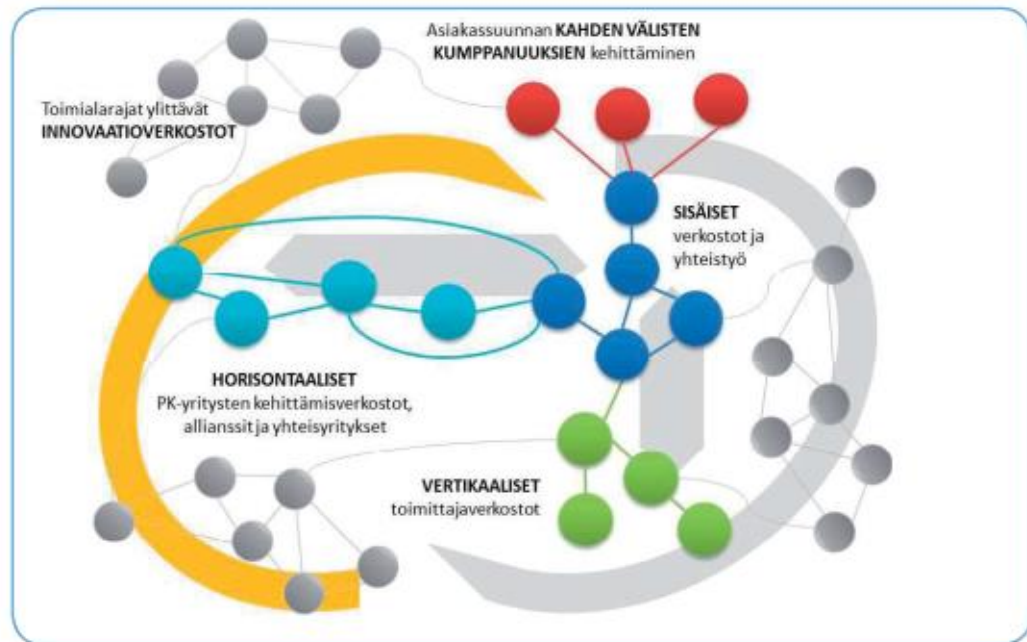 Asiakassuunnan KAHDEN VÄLISTEN
KUMPPANUUKSIEN kehittäminen
Toimialarajat ylittävät
INNOVAATIOVERKOSTOT
SISÄISET
verkostot ja
yhteistyö
HORISONTAALISET
PK-yritysten kehittämisverkostot,
allianssit ja yhteisyritykset
VERTIKAALISET
toimittajaverkostot